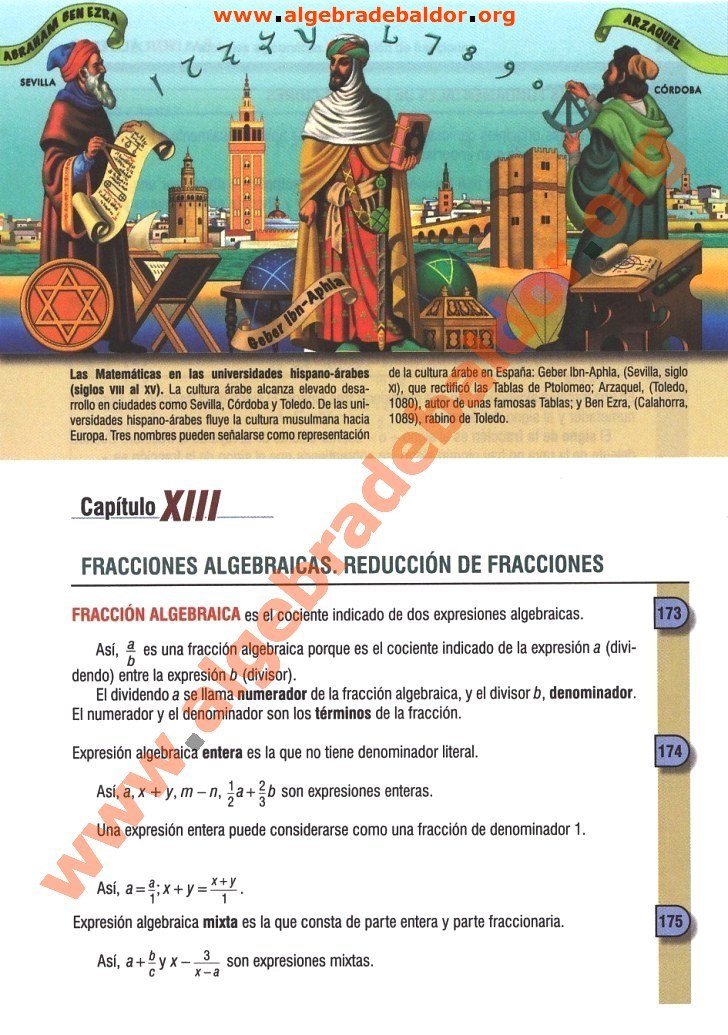 www.algebradebaldor.org
ABRAHAM BEN EZRA
ARZAQUEL
SEVILLA
CÓRDOBA
Geber Ibn-Aphla
Las Matemáticas en las universidades hispano-árabes
(siglos VIII al XV). La cultura árabe alcanza elevado desa-
rrollo en ciudades como Sevilla, Córdoba y Toledo. De las uni-
versidades hispano-árabes fluye la cultura musulmana hacia
Europa. Tres nombres pueden señalarse como representación
de la cultura árabe en España: Geber Ibn-Aphla, (Sevilla, siglo
XI), que rectificó las Tablas de Ptolomeo; Arzaquel, (Toledo,
1080), autor de unas famosas Tablas; y Ben Ezra, (Calahorra,
1089), rabino de Toledo.
Capítulo XIII
FRACCIONES ALGEBRAICAS. REDUCCIÓN DE FRACCIONES
FRACCIÓN ALGEBRAICA es el cociente indicado de dos expresiones algebraicas.
173
Así, a/b es una fracción algebraica porque es el cociente indicado de la expresión a (divi-
dendo) entre la expresión b (divisor).
El dividendo a se llama numerador de la fracción algebraica, y el divisor b, denominador.
El numerador y el denominador son los términos de la fracción.
Expresión algebraica entera es la que no tiene denominador literal.
174
Así, a, x + y, m – n, 1/2 a + 2/3 b son expresiones enteras.
Una expresión entera puede considerarse como una fracción de denominador 1.
Así, a = a/1; x + y = x+y/1.
Expresión algebraica mixta es la que consta de parte entera y parte fraccionaria.
175
Así, a + b/c y x – 3/x–a son expresiones mixtas.
www.algebradebaldor.org